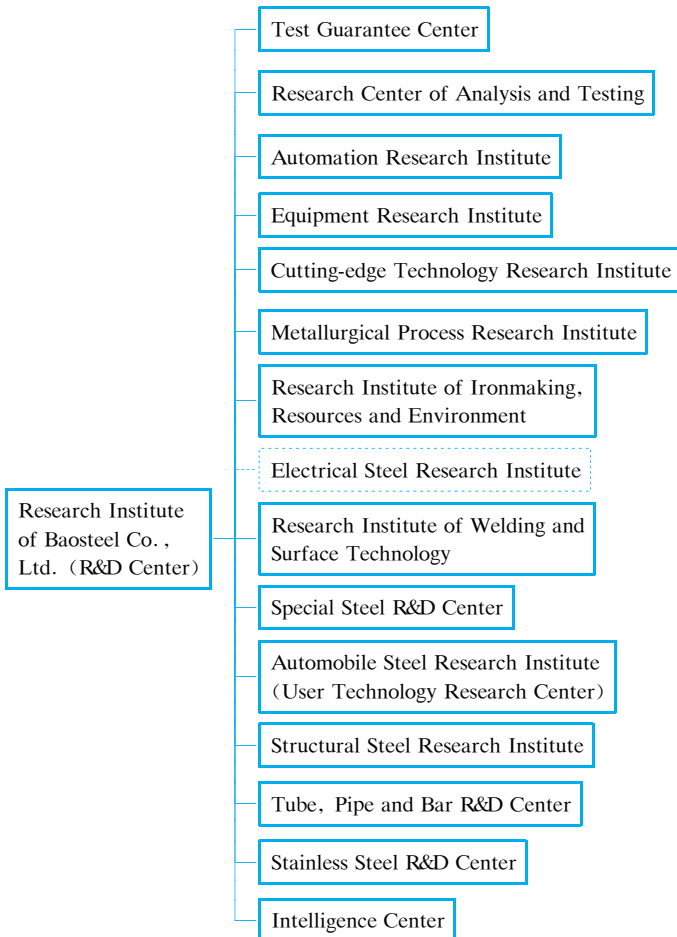 Test Guarantee Center
Research Center of Analysis and Testing
Automation Research Institute
Equipment Research Institute
Cutting-edge Technology Research Institute
Metallurgical Process Research Institute
Research Institute of Ironmaking,
Resources and Environment
Electrical Steel Research Institute
Research Institute
of Baosteel Co.,
Ltd. (R&D Center)
Research Institute of Welding and
Surface Technology
Special Steel R&D Center
Automobile Steel Research Institute
(User Technology Research Center)
Structural Steel Research Institute
Tube, Pipe and Bar R&D Center
Stainless Steel R&D Center
Intelligence Center